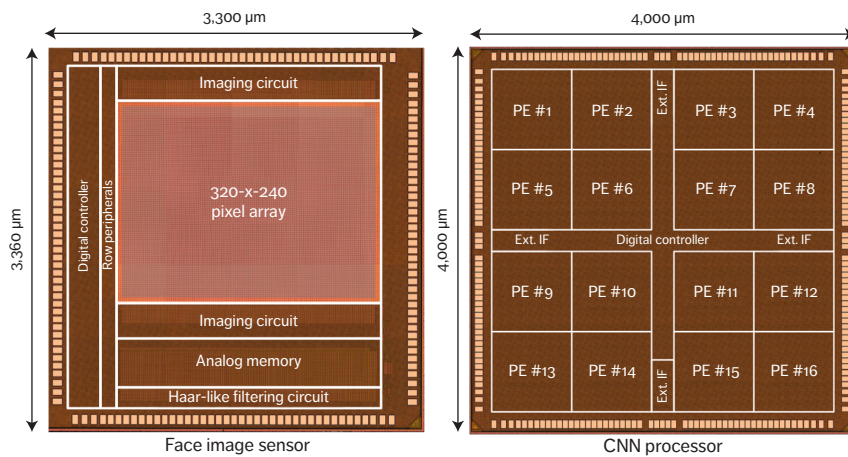 3,300 µm
4,000 µm
3,360 µm
Imaging circuit
320-x-240
pixel array
Digital controller
Row peripherals
Imaging circuit
Analog memory
Haar-like filtering circuit
Face image sensor
4,000 µm
PE #1
PE #2
Ext. IF
PE #3
PE #4
PE #5
PE #6
PE #7
PE #8
Ext. IF
Digital controller
Ext. IF
PE #9
PE #10
PE #11
PE #12
PE #13
PE #14
Ext. IF
PE #15
PE #16
CNN processor